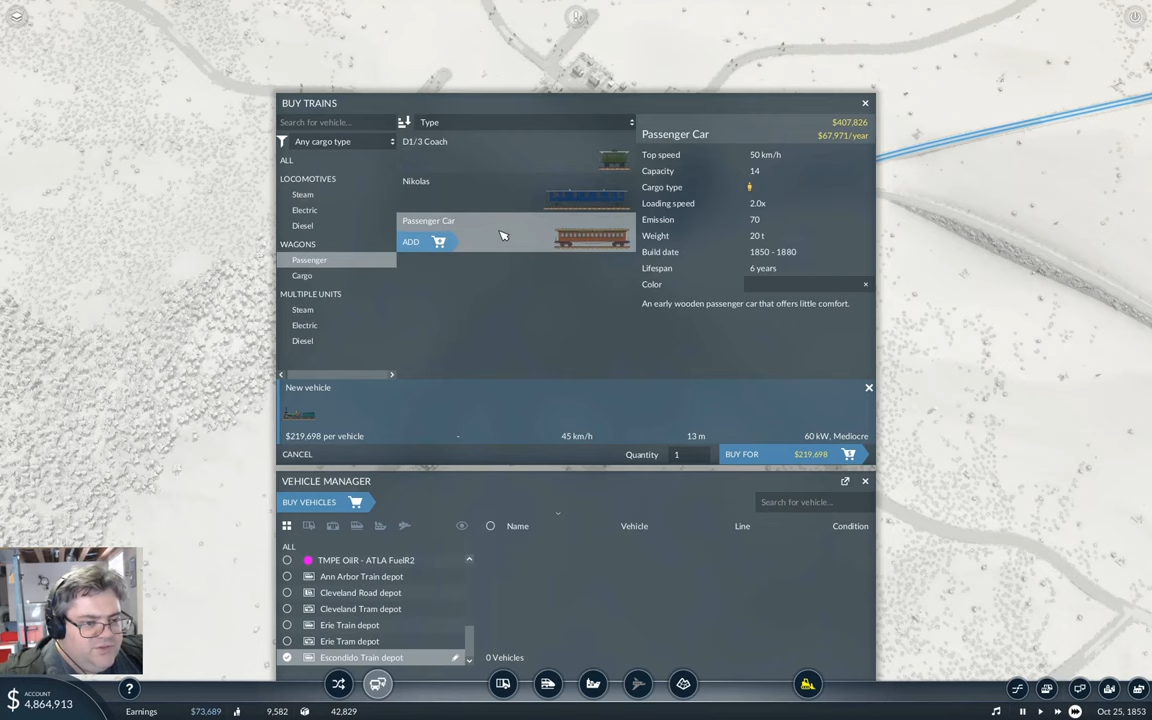 BUY TRAINS
Search for vehicle...
Type
Any cargo type
ALL
LOCOMOTIVES
Steam
Electric
Diesel
WAGONS
Passenger
Cargo
MULTIPLE UNITS
Steam
Electric
Diesel
D1/3 Coach
Nikolas
Passenger Car
ADD
$407,826
Passenger Car
$67,971/year
Top speed 50 km/h
Capacity 14
Cargo type
Loading speed 2.0x
Emission 70
Weight 20 t
Build date 1850 - 1880
Lifespan 6 years
Color
An early wooden passenger car that offers little comfort.
New vehicle
$219,698 per vehicle - 45 km/h 13 m 60 kW, Mediocre
CANCEL Quantity 1 BUY FOR $219,698
VEHICLE MANAGER
BUY VEHICLES
Search for vehicle...
Name Vehicle Line Condition
ALL
TMPE OilR - ATLA FuelR2
Ann Arbor Train depot
Cleveland Road depot
Cleveland Tram depot
Erie Train depot
Erie Tram depot
Escondido Train depot
0 Vehicles
$ ACCOUNT
4,864,913
?
Earnings $73,689 9,582 42,829
Oct 25, 1853